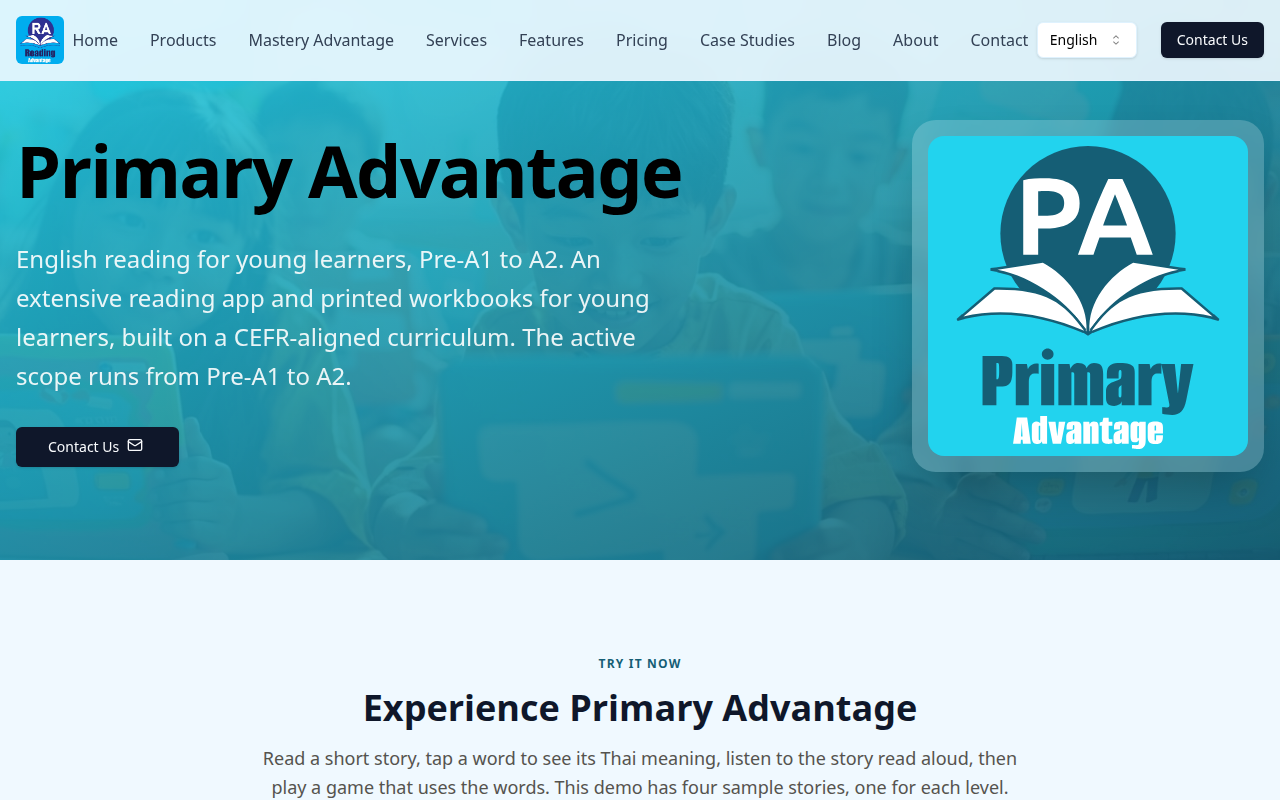 RA
Reading
Advantage
Home
Products
Mastery Advantage
Services
Features
Pricing
Case Studies
Blog
About
Contact
English
Contact Us
Primary Advantage
English reading for young learners, Pre-A1 to A2. An
extensive reading app and printed workbooks for young
learners, built on a CEFR-aligned curriculum. The active
scope runs from Pre-A1 to A2.
Contact Us
PA
Primary
Advantage
TRY IT NOW
Experience Primary Advantage
Read a short story, tap a word to see its Thai meaning, listen to the story read aloud, then
play a game that uses the words. This demo has four sample stories, one for each level.